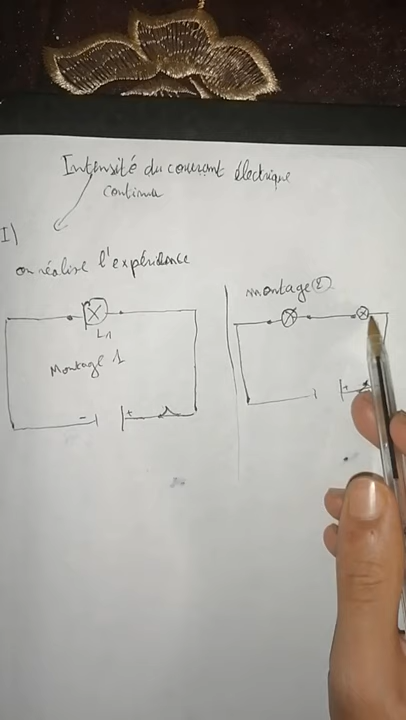 Intensité du courant électrique
continu
I)
on réalise l'expérience
L1
Montage 1
- +
montage (2)
+